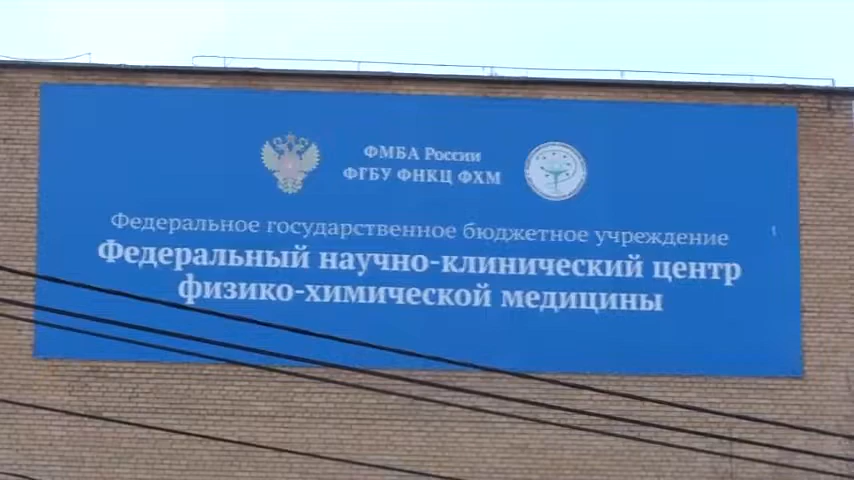 ФМБА России
ФГБУ ФНКЦ ФХМ
Федеральное государственное бюджетное учреждение
Федеральный научно-клинический центр
физико-химической медицины